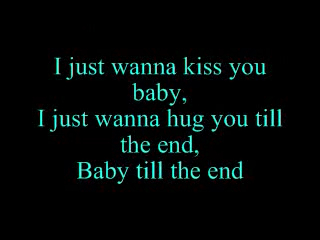 I just wanna kiss you
baby,
I just wanna hug you till
the end,
Baby till the end